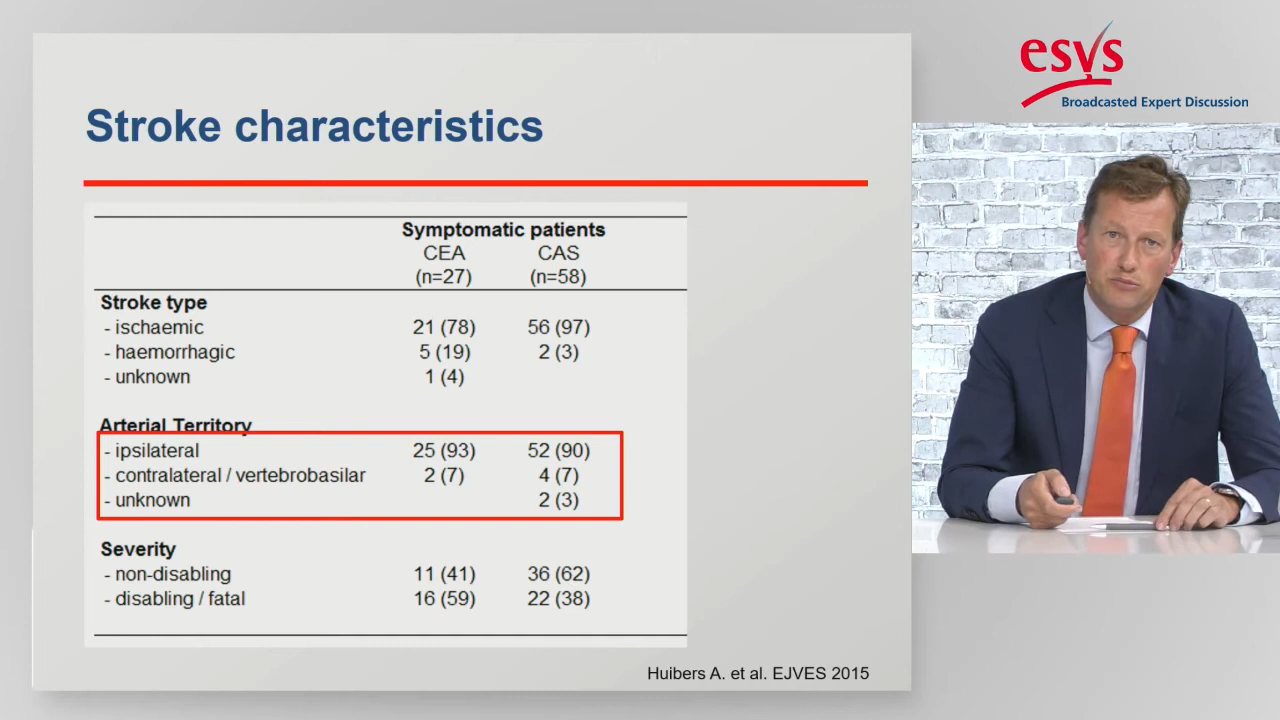 esvs
Broadcasted Expert Discussion
Stroke characteristics
Symptomatic patients
CEA CAS
(n=27) (n=58)
Stroke type
- ischaemic 21 (78) 56 (97)
- haemorrhagic 5 (19) 2 (3)
- unknown 1 (4)
Arterial Territory
- ipsilateral 25 (93) 52 (90)
- contralateral / vertebrobasilar 2 (7) 4 (7)
- unknown 2 (3)
Severity
- non-disabling 11 (41) 36 (62)
- disabling / fatal 16 (59) 22 (38)
Huibers A. et al. EJVES 2015